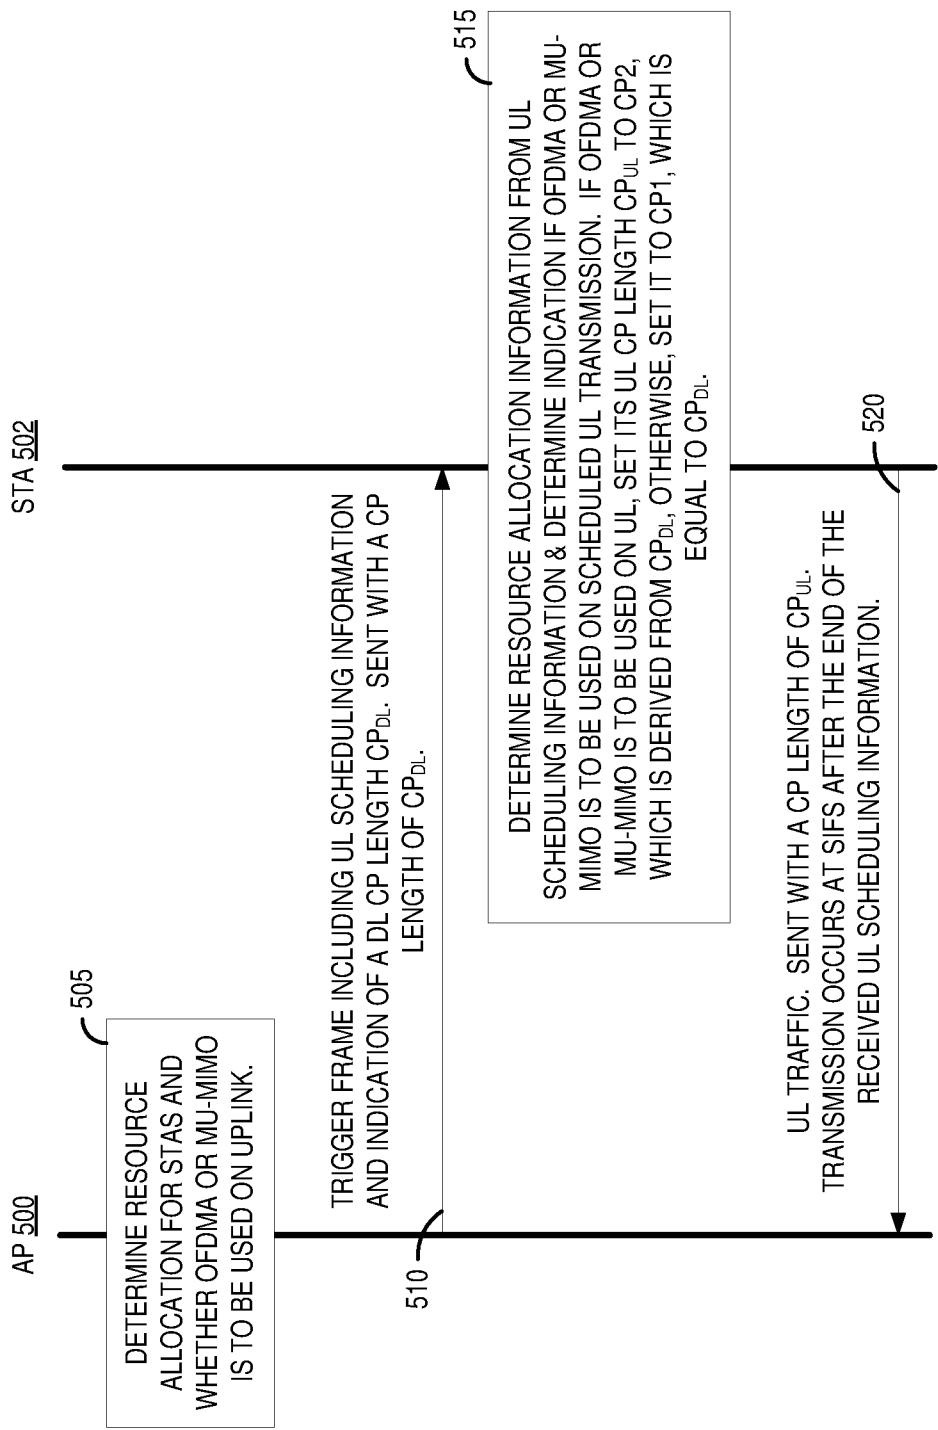 AP 500
STA 502
505
DETERMINE RESOURCE
ALLOCATION FOR STAS AND
WHETHER OFDMA OR MU-MIMO
IS TO BE USED ON UPLINK.
TRIGGER FRAME INCLUDING UL SCHEDULING INFORMATION
AND INDICATION OF A DL CP LENGTH CPDL. SENT WITH A CP
LENGTH OF CPDL.
510
515
DETERMINE RESOURCE ALLOCATION INFORMATION FROM UL
SCHEDULING INFORMATION & DETERMINE INDICATION IF OFDMA OR MU-
MIMO IS TO BE USED ON SCHEDULED UL TRANSMISSION. IF OFDMA OR
MU-MIMO IS TO BE USED ON UL, SET ITS UL CP LENGTH CPUL TO CP2,
WHICH IS DERIVED FROM CPDL, OTHERWISE, SET IT TO CP1, WHICH IS
EQUAL TO CPDL.
UL TRAFFIC. SENT WITH A CP LENGTH OF CPUL.
TRANSMISSION OCCURS AT SIFS AFTER THE END OF THE
RECEIVED UL SCHEDULING INFORMATION.
520